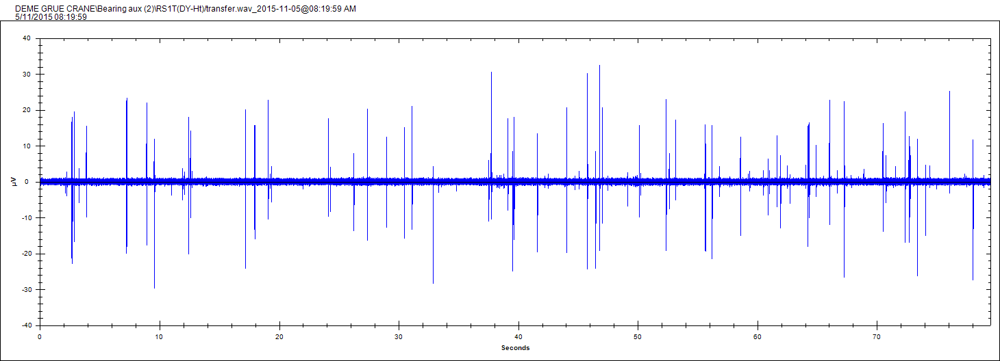 DEME GRUE CRANE\Bearing aux (2)\RS1T(DY-Ht)/transfer.wav_2015-11-05@08:19:59 AM
5/11/2015 08:19:59
40
30
20
10
0
-10
-20
-30
-40
µV
0 10 20 30 40 50 60 70
Seconds